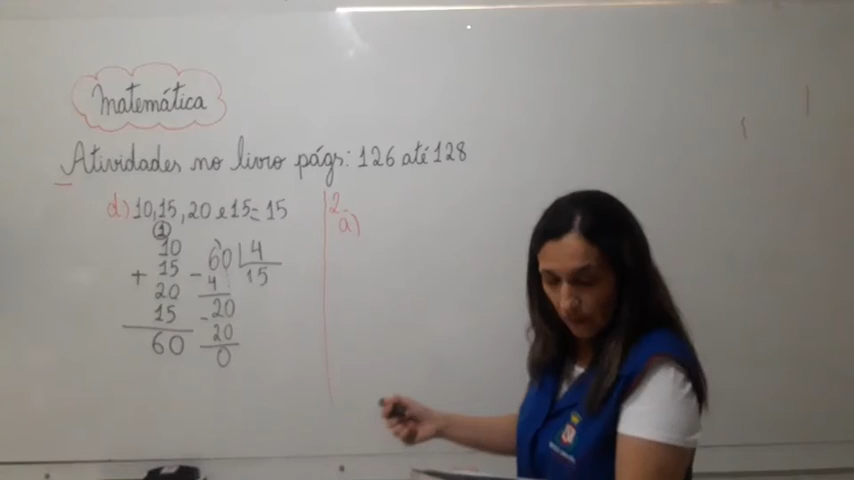 Matemática
Atividades no livro págs: 126 até 128
d) 10, 15, 20 e 15 = 15
1
10
+ 15
20
15
60
- 60 4
4 15
- 20
20
0
2
a)